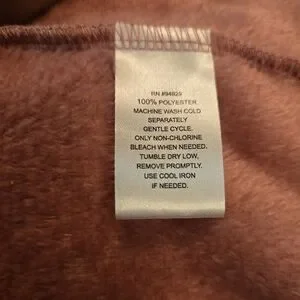 RN #94629
100% POLYESTER
MACHINE WASH COLD
SEPARATELY
GENTLE CYCLE.
ONLY NON-CHLORINE
BLEACH WHEN NEEDED.
TUMBLE DRY LOW,
REMOVE PROMPTLY.
USE COOL IRON
IF NEEDED.